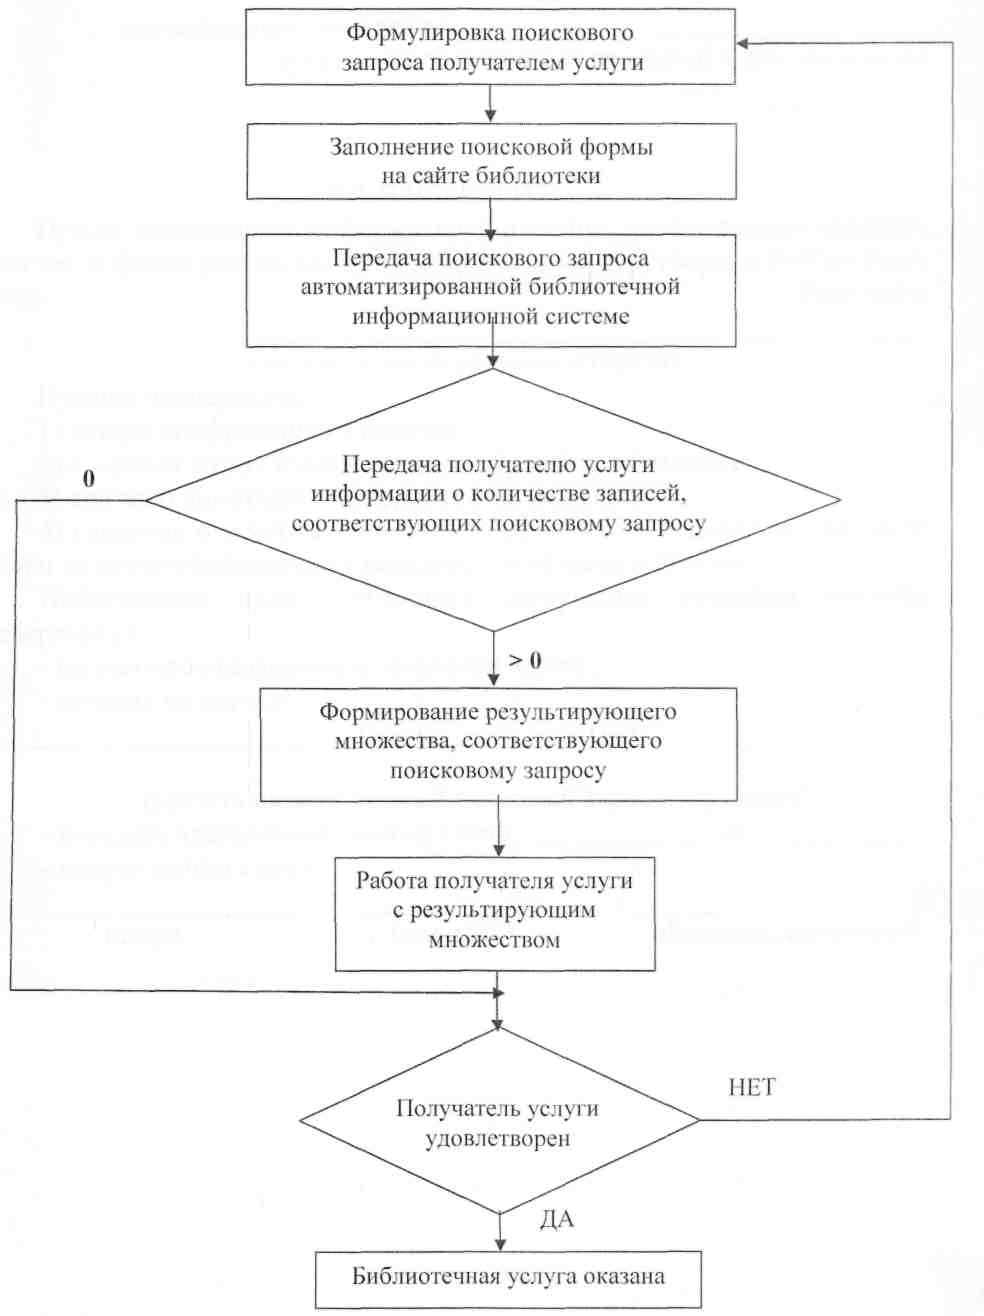 Формулировка поискового
запроса получателем услуги
Заполнение поисковой формы
на сайте библиотеки
Передача поискового запроса
автоматизированной библиотечной
информационной системе
0
Передача получателю услуги
информации о количестве записей,
соответствующих поисковому запросу
> 0
Формирование результирующего
множества, соответствующего
поисковому запросу
Работа получателя услуги
с результирующим
множеством
НЕТ
Получатель услуги
удовлетворен
ДА
Библиотечная услуга оказана